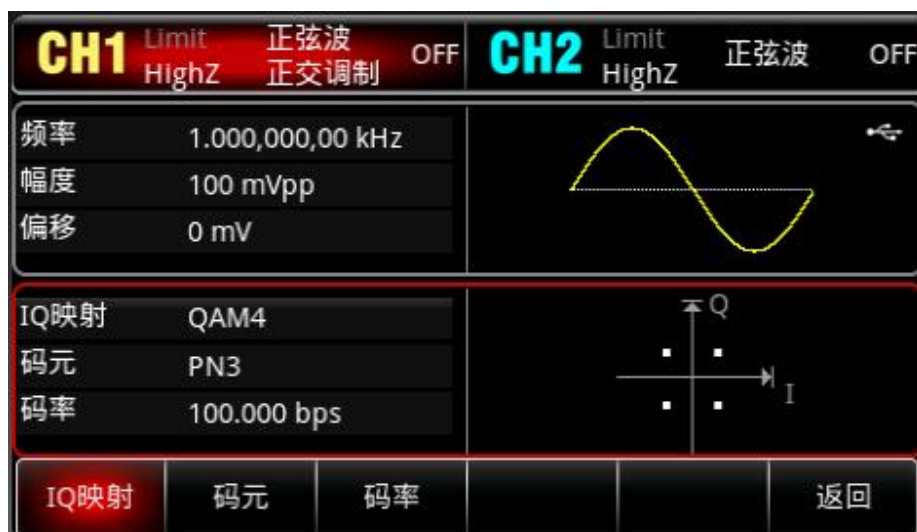 CH1 Limit 正弦波 OFF CH2 Limit 正弦波 OFF
HighZ 正交调制 HighZ
频率 1.000,000,00 kHz
幅度 100 mVpp
偏移 0 mV
IQ映射 QAM4
码元 PN3
码率 100.000 bps
Q
I
IQ映射 码元 码率 返回